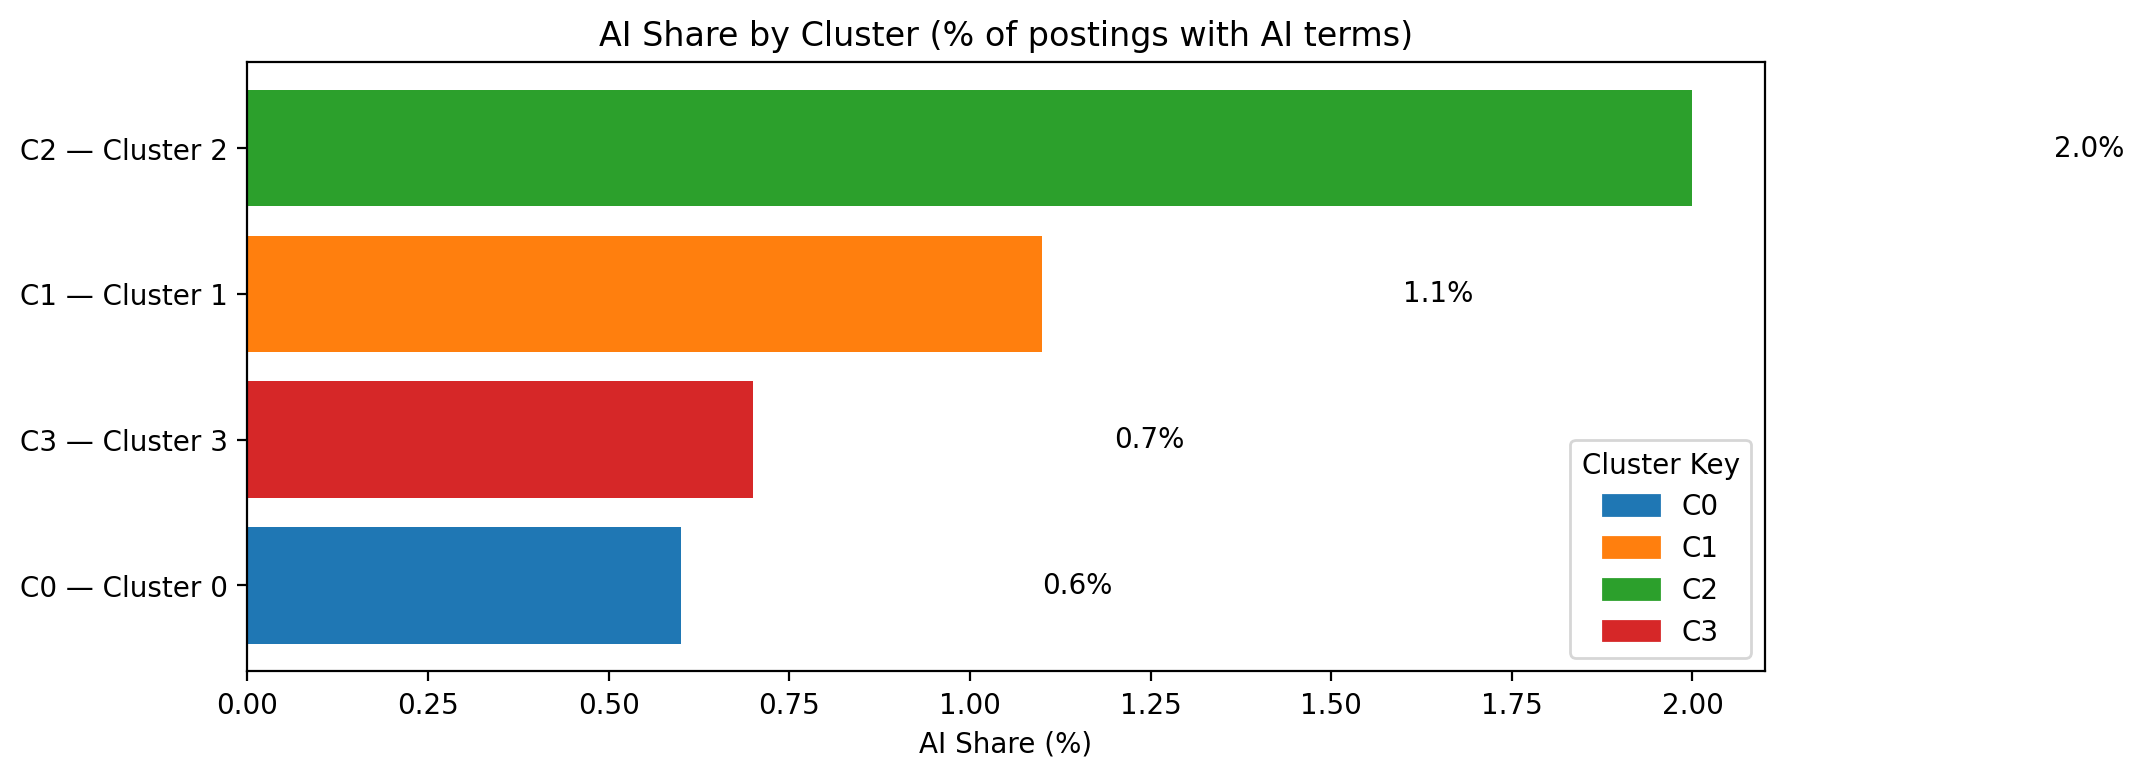 AI Share by Cluster (% of postings with AI terms)
C2 — Cluster 2
2.0%
C1 — Cluster 1
1.1%
C3 — Cluster 3
0.7%
C0 — Cluster 0
0.6%
Cluster Key
C0
C1
C2
C3
0.00 0.25 0.50 0.75 1.00 1.25 1.50 1.75 2.00
AI Share (%)